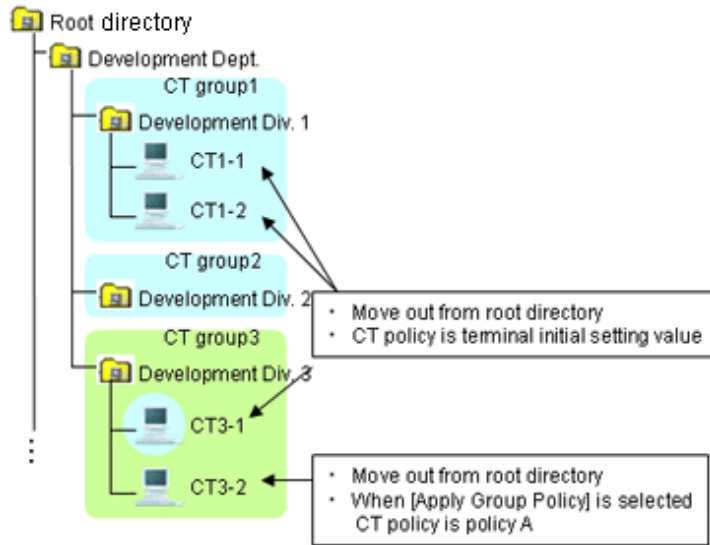 Root directory
Development Dept.
CT group1
Development Div. 1
CT1-1
CT1-2
CT group2
Development Div. 2
・ Move out from root directory
・ CT policy is terminal initial setting value
CT group3
Development Div. 3
CT3-1
CT3-2
・ Move out from root directory
・ When [Apply Group Policy] is selected
CT policy is policy A